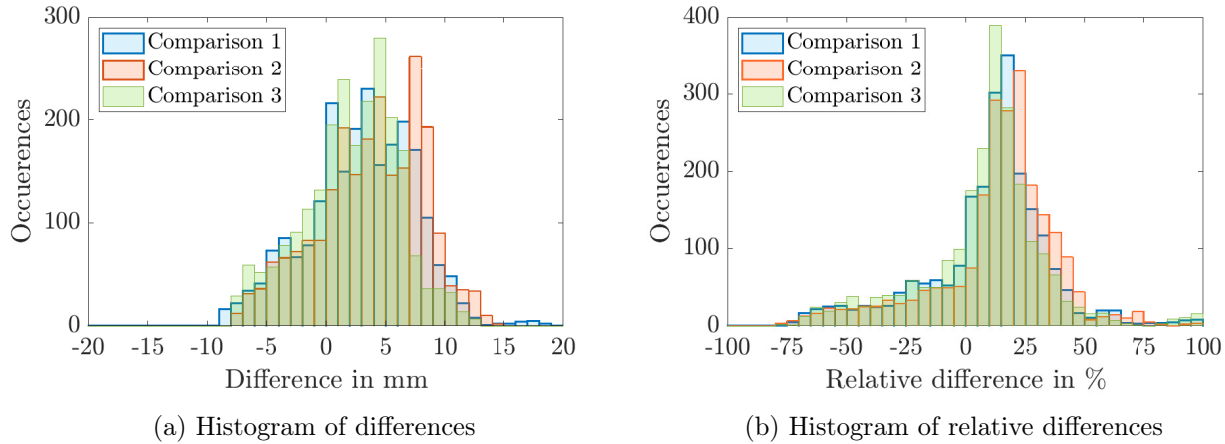 300
200
100
0
Occuerences
Comparison 1
Comparison 2
Comparison 3
-20 -15 -10 -5 0 5 10 15 20
Difference in mm
(a) Histogram of differences
400
300
200
100
0
Occuerences
Comparison 1
Comparison 2
Comparison 3
-100 -75 -50 -25 0 25 50 75 100
Relative difference in %
(b) Histogram of relative differences